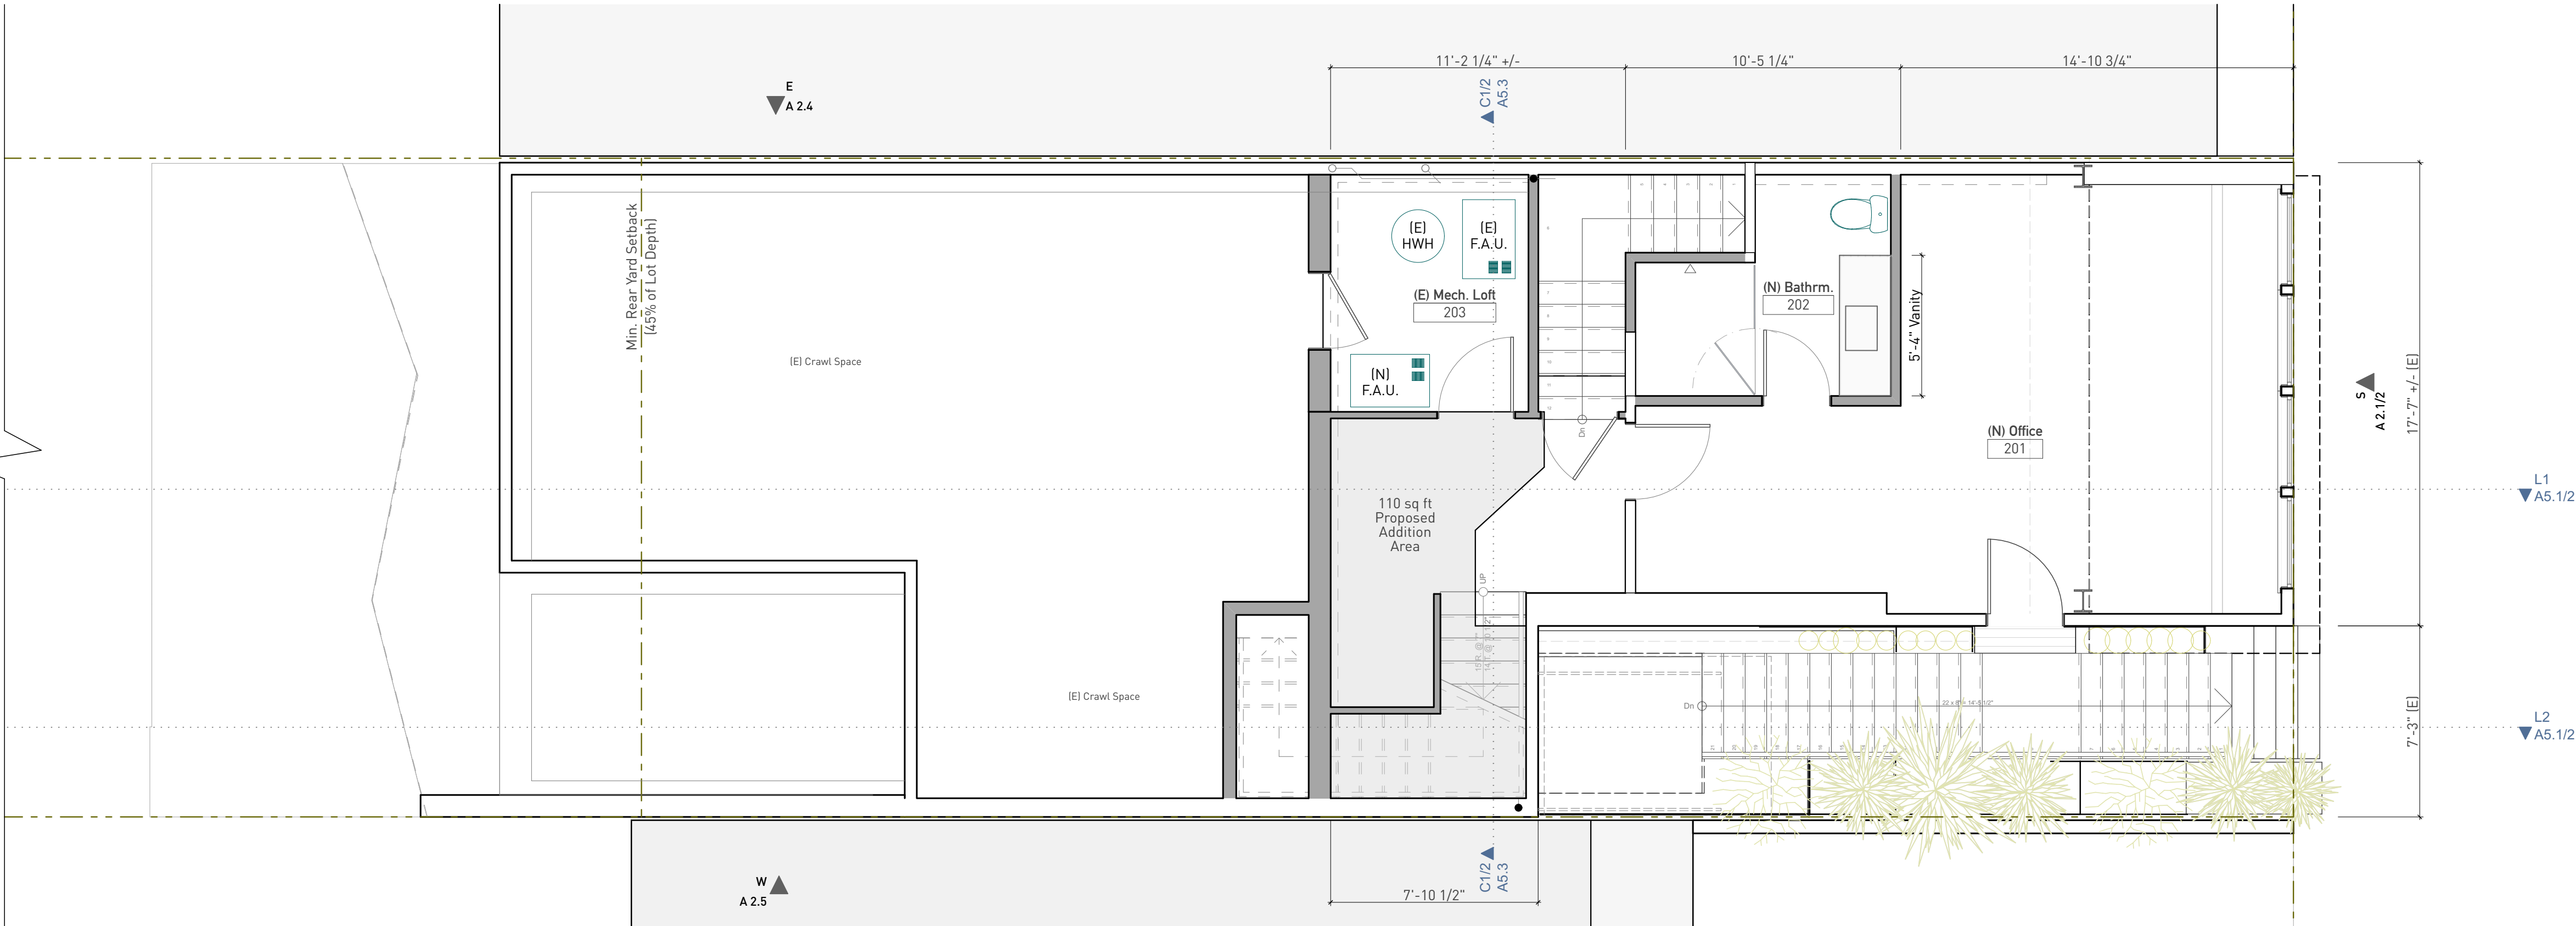 11'-2 1/4" +/-
10'-5 1/4"
14'-10 3/4"
E
A 2.4
C1/2
A5.3
Min. Rear Yard Setback
(45% of Lot Depth)
(E)
HWH
(E)
F.A.U.
(E) Mech. Loft
203
(N)
F.A.U.
(N) Bathrm.
202
5'-4" Vanity
(E) Crawl Space
S
A 2.1/2
17'-7" +/- (E)
(N) Office
201
Dn
L1
A5.1/2
110 sq ft
Proposed
Addition
Area
UP
(E) Crawl Space
Dn
7'-3" (E)
L2
A5.1/2
W
A 2.5
C1/2
A5.3
7'-10 1/2"